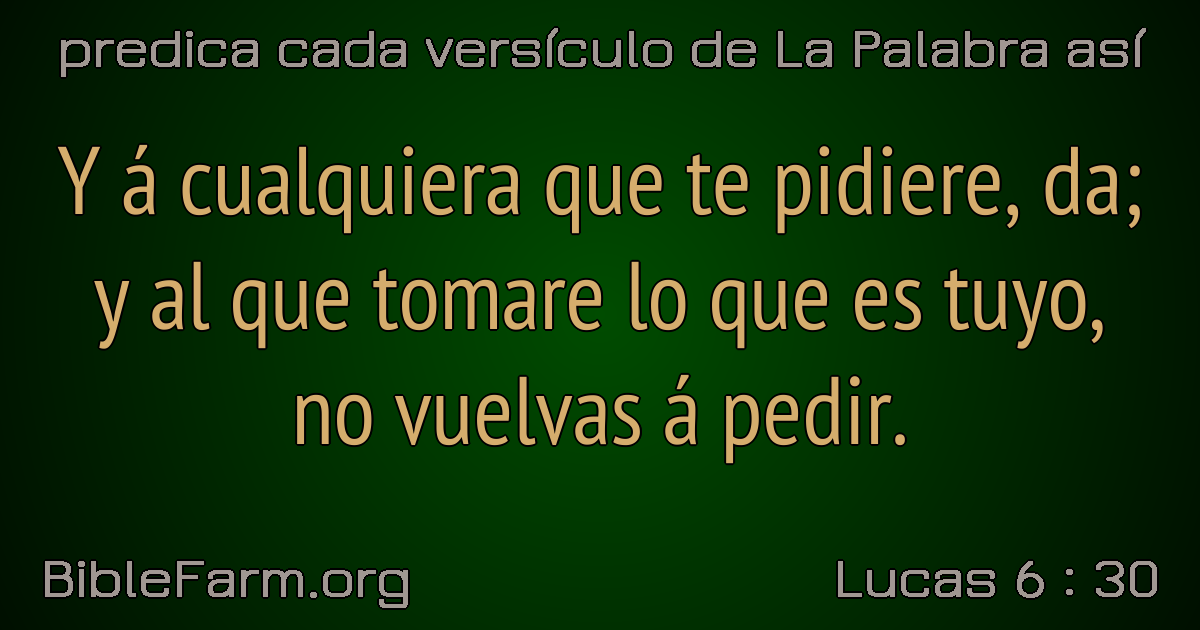 predica cada versículo de La Palabra así
Y á cualquiera que te pidiere, da;
y al que tomare lo que es tuyo,
no vuelvas á pedir.
BibleFarm.org
Lucas 6 : 30